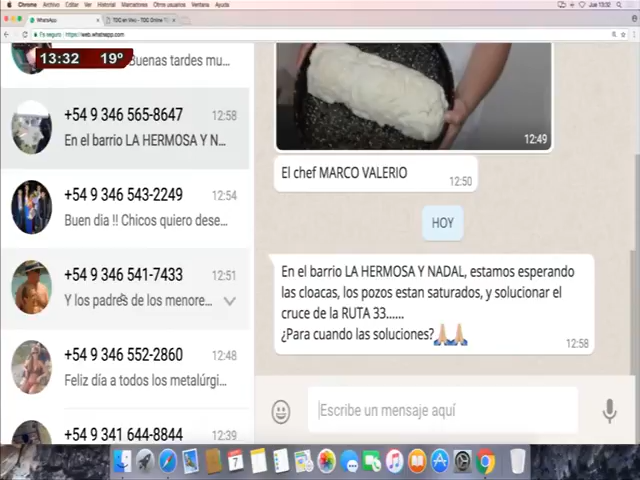 Chrome Archivo Editar Ver Historial Marcadores Otros usuarios Ventana Ayuda
Jue 13:32
WhatsApp
TDC en Vivo - TDC Online
Es seguro https://web.whatsapp.com
13:32 19°
Buenas tardes mu...
+54 9 346 565-8647 12:58
En el barrio LA HERMOSA Y N...
+54 9 346 543-2249 12:54
Buen dia !! Chicos quiero dese...
+54 9 346 541-7433 12:51
Y los padres de los menore...
+54 9 346 552-2860 12:48
Feliz día a todos los metalúrgi...
+54 9 341 644-8844 12:39
12:49
El chef MARCO VALERIO
12:50
HOY
En el barrio LA HERMOSA Y NADAL, estamos esperando
las cloacas, los pozos estan saturados, y solucionar el
cruce de la RUTA 33......
¿Para cuando las soluciones?
12:58
Escribe un mensaje aquí
7